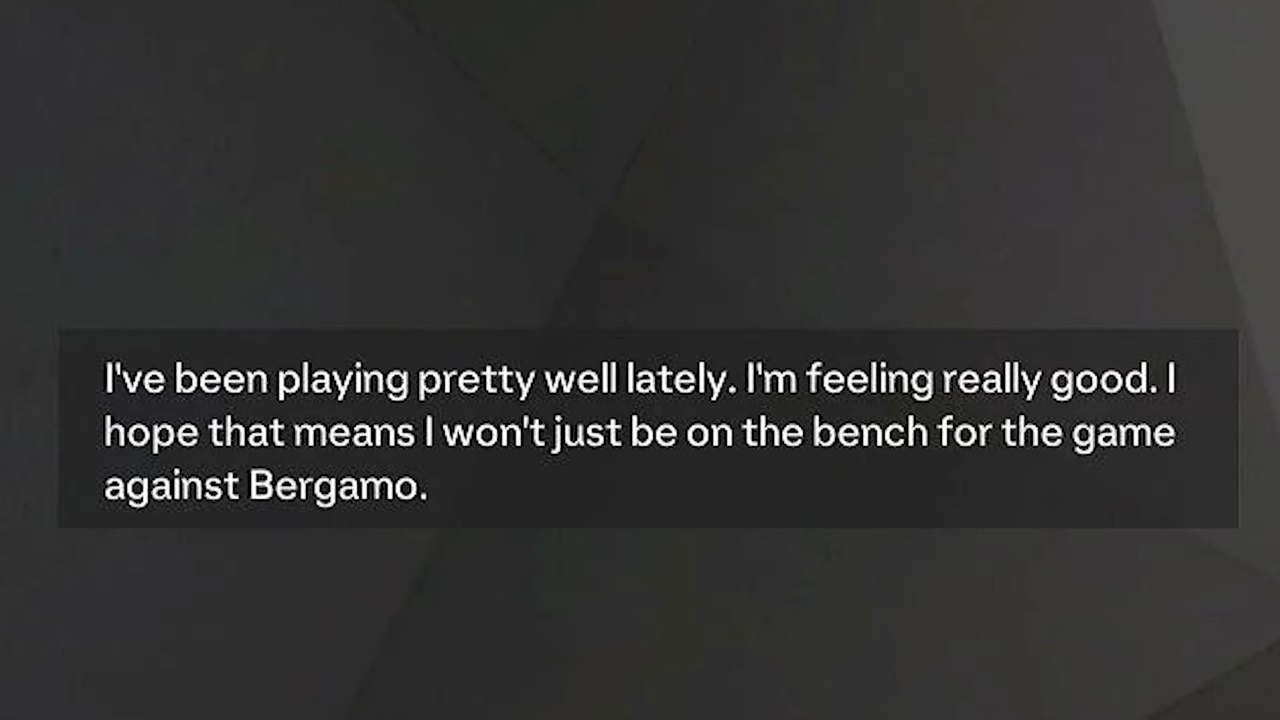 I've been playing pretty well lately. I'm feeling really good. I
hope that means I won't just be on the bench for the game
against Bergamo.